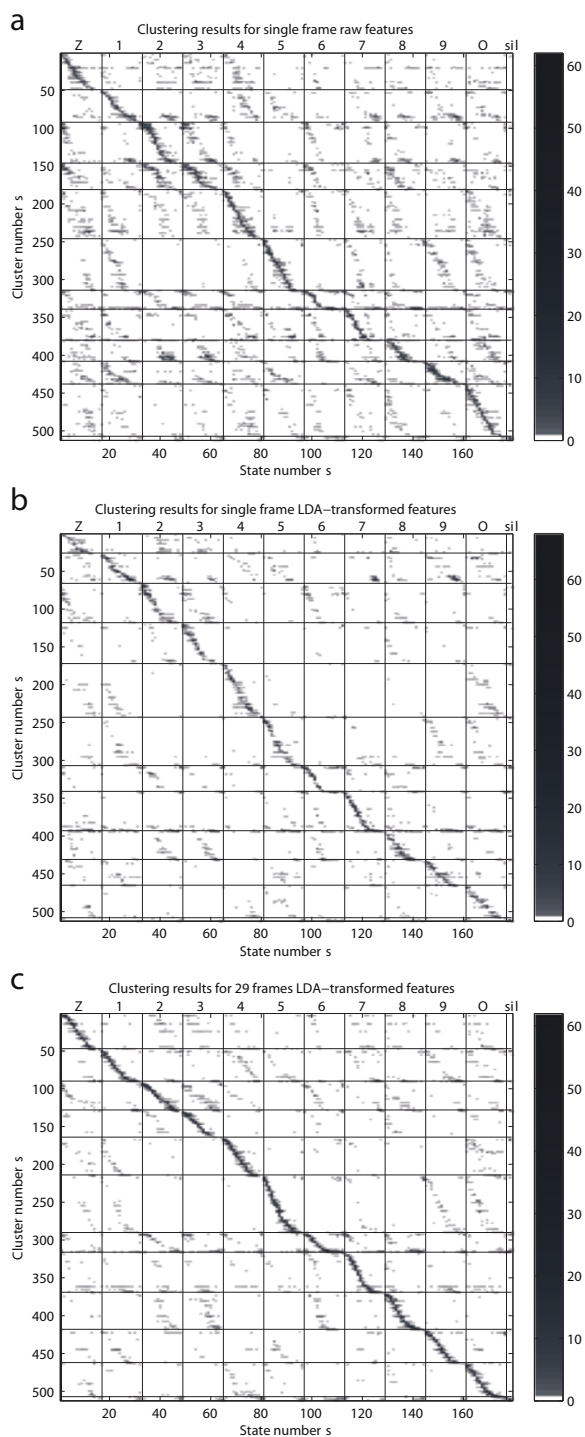 a
Clustering results for single frame raw features
Z 1 2 3 4 5 6 7 8 9 O sil
50
100
150
200
250
300
350
400
450
500
Cluster number s
20 40 60 80 100 120 140 160
State number s
60
50
40
30
20
10
0
b
Clustering results for single frame LDA−transformed features
Z 1 2 3 4 5 6 7 8 9 O sil
50
100
150
200
250
300
350
400
450
500
Cluster number s
20 40 60 80 100 120 140 160
State number s
60
50
40
30
20
10
0
c
Clustering results for 29 frames LDA−transformed features
Z 1 2 3 4 5 6 7 8 9 O sil
50
100
150
200
250
300
350
400
450
500
Cluster number s
20 40 60 80 100 120 140 160
State number s
60
50
40
30
20
10
0